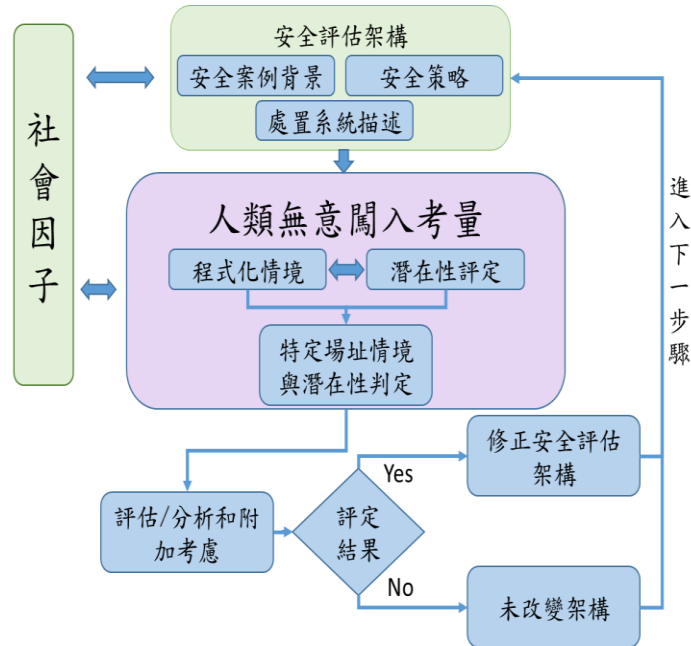 社會因子
安全評估架構
安全案例背景
安全策略
處置系統描述
人類無意闖入考量
程式化情境
潛在性評定
特定場址情境
與潛在性判定
進入下一步驟
評估/分析和附
加考慮
評定
結果
Yes
修正安全評估
架構
No
未改變架構